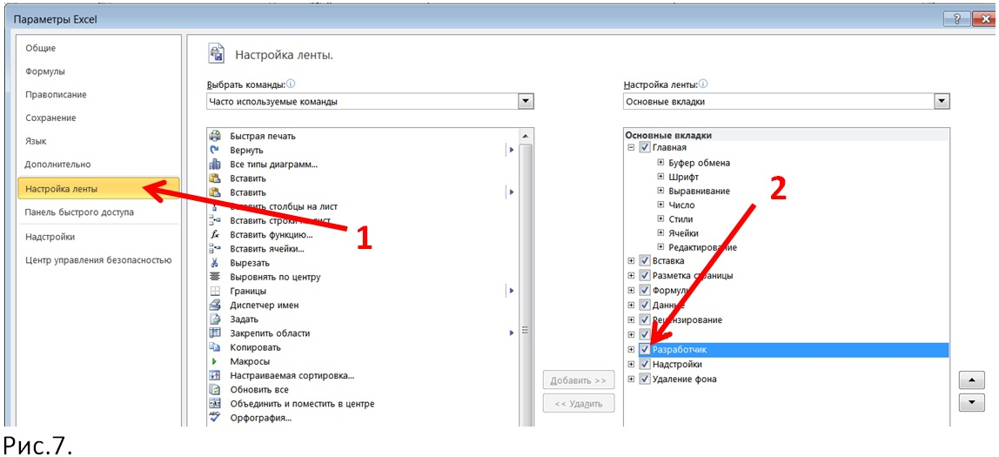 Параметры Excel
Общие
Формулы
Правописание
Сохранение
Язык
Дополнительно
Настройка ленты
Панель быстрого доступа
Надстройки
Центр управления безопасностью
Настройка ленты.
Выбрать команды:
Часто используемые команды
Быстрая печать
Вернуть
Все типы диаграмм...
Вставить
Вставить
Вставить столбцы на лист
Вставить строки на лист
Вставить функцию...
Вставить ячейки...
Вырезать
Выровнять по центру
Границы
Диспетчер имен
Задать
Закрепить области
Копировать
Макросы
Настраиваемая сортировка...
Обновить все
Объединить и поместить в центре
Орфография...
1
Добавить >>
<< Удалить
Настройка ленты:
Основные вкладки
Основные вкладки
Главная
Буфер обмена
Шрифт
Выравнивание
Число
Стили
Ячейки
Редактирование
Вставка
Разметка страницы
Формулы
Данные
Рецензирование
Разработчик
Надстройки
Удаление фона
2
Рис.7.